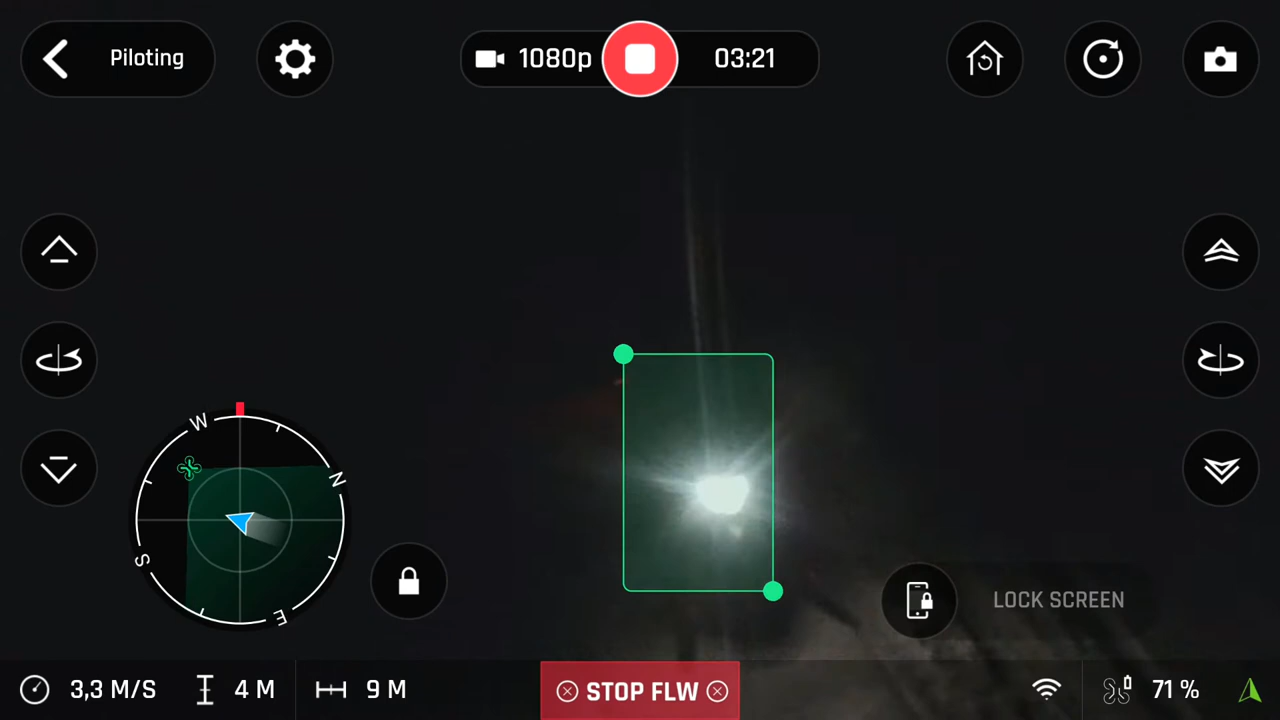 Piloting
1080p
03:21
W
N
S
E
LOCK SCREEN
3,3 M/S
4 M
9 M
STOP FLW
71 %